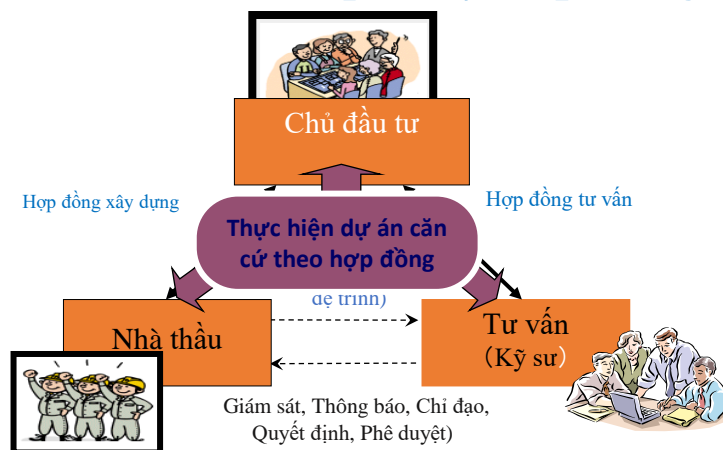 Chủ đầu tư
Hợp đồng xây dựng
Hợp đồng tư vấn
Thực hiện dự án căn
cứ theo hợp đồng
đệ trình)
Nhà thầu
Tư vấn
(Kỹ sư)
Giám sát, Thông báo, Chỉ đạo,
Quyết định, Phê duyệt)